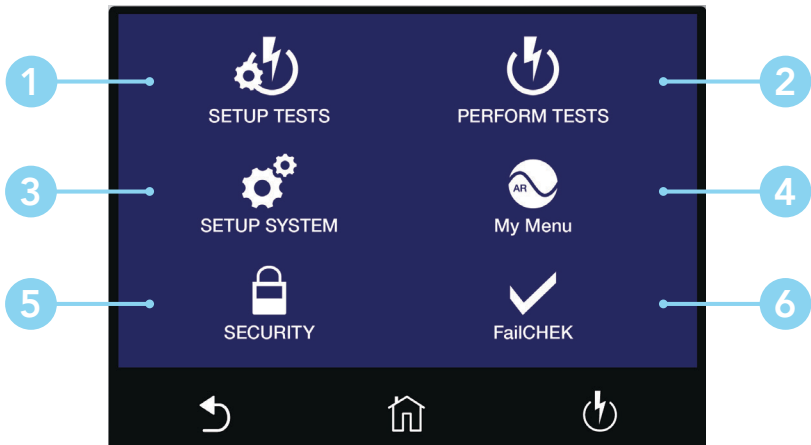 1
2
SETUP TESTS
PERFORM TESTS
3
4
AR
SETUP SYSTEM
My Menu
5
6
SECURITY
FailCHEK